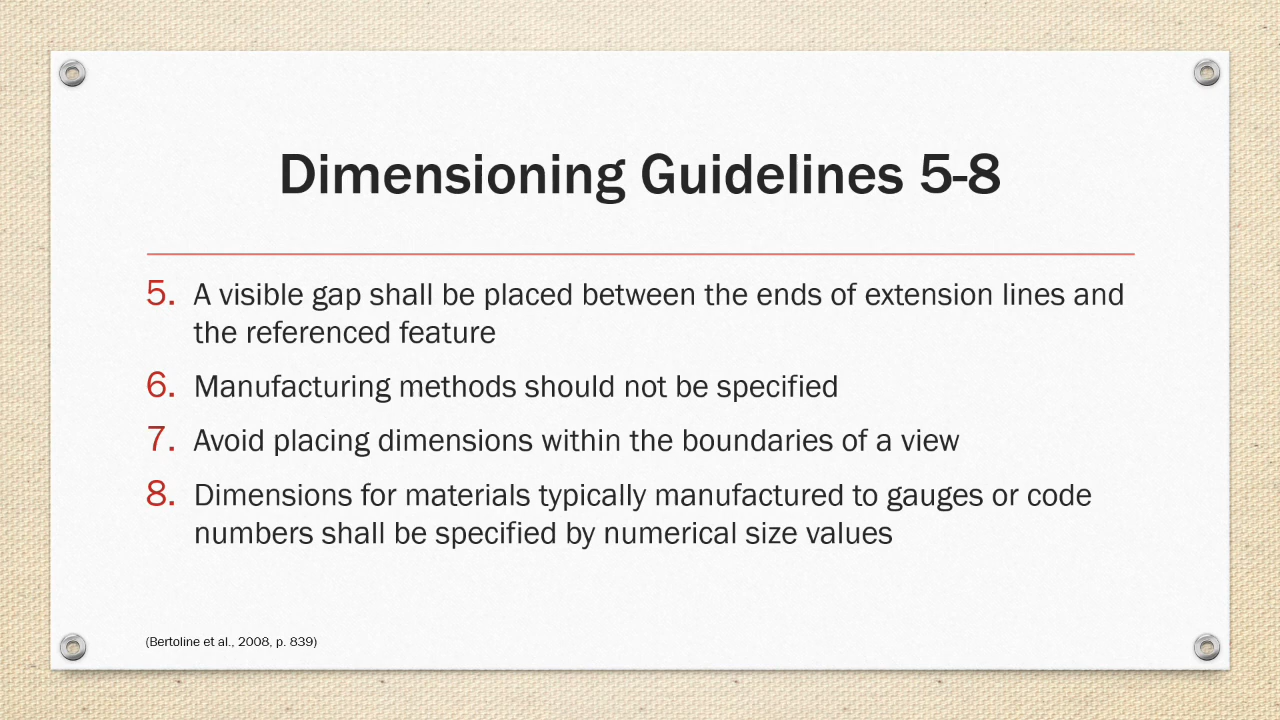 Dimensioning Guidelines 5-8
5. A visible gap shall be placed between the ends of extension lines and
the referenced feature
6. Manufacturing methods should not be specified
7. Avoid placing dimensions within the boundaries of a view
8. Dimensions for materials typically manufactured to gauges or code
numbers shall be specified by numerical size values
(Bertoline et al., 2008, p. 839)